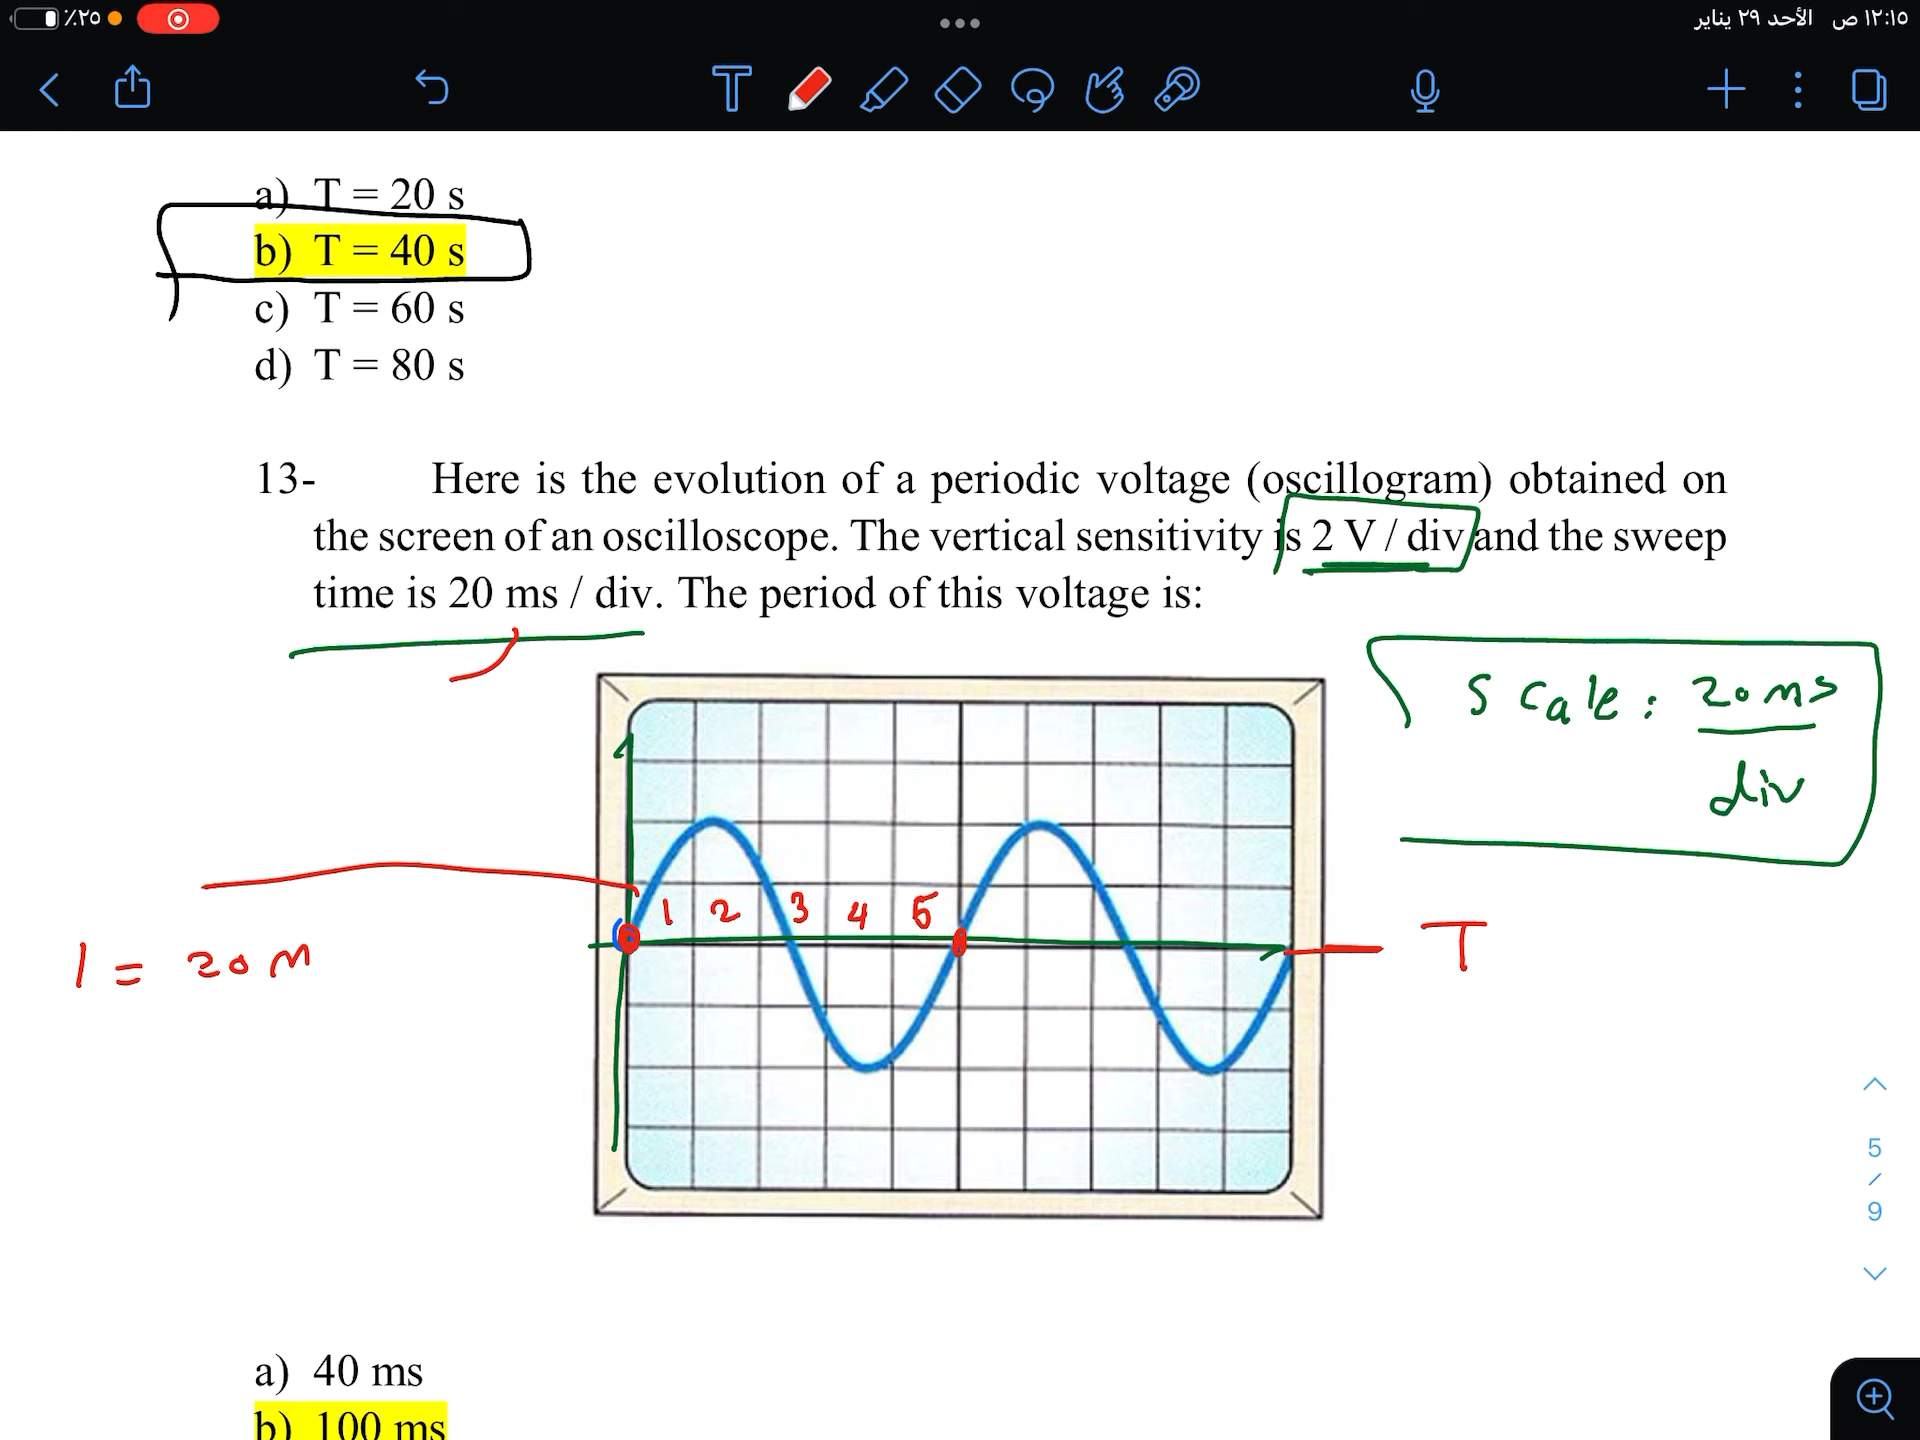 ٪٢٥
١٢:١٥ ص الأحد ٢٩ يناير
a) T = 20 s
b) T = 40 s
c) T = 60 s
d) T = 80 s
13- Here is the evolution of a periodic voltage (oscillogram) obtained on
the screen of an oscilloscope. The vertical sensitivity is 2 V / div and the sweep
time is 20 ms / div. The period of this voltage is:
Scale: 20 ms
div
1 2 3 4 5
T
1 = 20 m
5
/
9
a) 40 ms
b) 100 ms